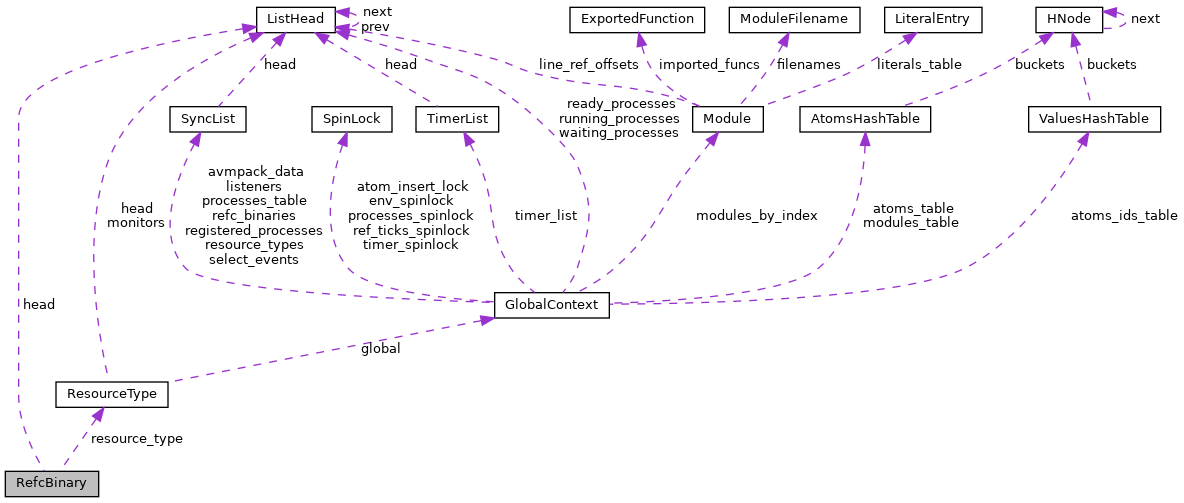 ListHead
next
prev
ExportedFunction
ModuleFilename
LiteralEntry
HNode
next
head
head
line_ref_offsets
imported_funcs
filenames
literals_table
buckets
buckets
SyncList
SpinLock
TimerList
ready_processes
running_processes
waiting_processes
Module
AtomsHashTable
ValuesHashTable
head
monitors
avmpack_data
listeners
processes_table
refc_binaries
registered_processes
resource_types
select_events
atom_insert_lock
env_spinlock
processes_spinlock
ref_ticks_spinlock
timer_spinlock
timer_list
modules_by_index
atoms_table
modules_table
atoms_ids_table
head
GlobalContext
global
ResourceType
resource_type
RefcBinary